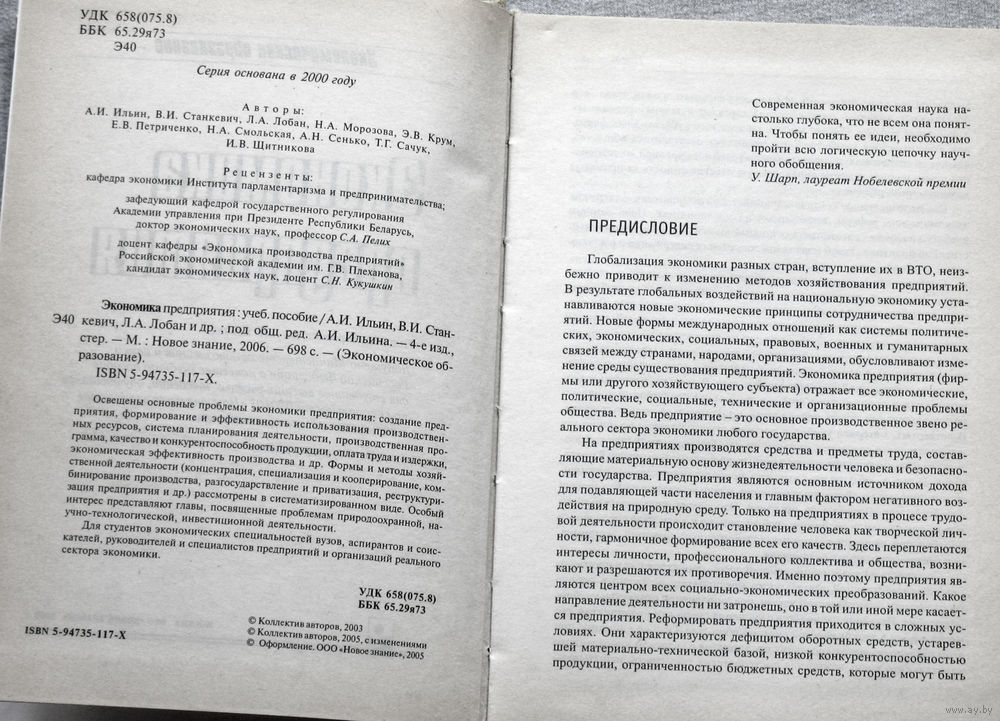 УДК 658(075.8)
ББК 65.29я73
Э40
Серия основана в 2000 году
Авторы:
А.И. Ильин, В.И. Станкевич, Л.А. Лобан, Н.А. Морозова, Э.В. Крум,
Е.В. Петриченко, Н.А. Смольская, А.Н. Сенько, Т.Г. Сачук,
И.В. Щитникова
Рецензенты:
кафедра экономики Института парламентаризма и предпринимательства;
зафедующий кафедрой государственного регулирования
Академии управления при Президенте Республики Беларусь,
доктор экономических наук, профессор С.А. Пелих
доцент кафедры «Экономика производства предприятий»
Российской экономической академии им. Г.В. Плеханова,
кандидат экономических наук, доцент С.Н. Кукушкин
Экономика предприятия : учеб. пособие / А.И. Ильин, В.И. Стан-
Э40 кевич, Л.А. Лобан и др. ; под общ. ред. А.И. Ильина. — 4-е изд.,
стер. — М. : Новое знание, 2006. — 698 с. — (Экономическое об-
разование).
ISBN 5-94735-117-X.
Освещены основные проблемы экономики предприятия: создание пред-
приятия, формирование и эффективность использования производствен-
ных ресурсов, система планирования деятельности, производственная про-
грамма, качество и конкурентоспособность продукции, оплата труда и издержки,
экономическая эффективность производства и др. Формы и методы хозяй-
ственной деятельности (концентрация, специализация и кооперирование, ком-
бинирование производства, разгосударствление и приватизация, реструктури-
зация предприятия и др.) рассмотрены в систематизированном виде. Особый
интерес представляют главы, посвященные проблемам природоохранной, на-
учно-технологической, инвестиционной деятельности.
Для студентов экономических специальностей вузов, аспирантов и соис-
кателей, руководителей и специалистов предприятий и организаций реального
сектора экономики.
УДК 658(075.8)
ББК 65.29я73
© Коллектив авторов, 2003
© Коллектив авторов, 2005, с изменениями
© Оформление. ООО «Новое знание», 2005
ISBN 5-94735-117-X
Современная экономическая наука на-
столько глубока, что не всем она понят-
на. Чтобы понять ее идеи, необходимо
пройти всю логическую цепочку науч-
ного обобщения.
У. Шарп, лауреат Нобелевской премии
ПРЕДИСЛОВИЕ
Глобализация экономики разных стран, вступление их в ВТО, неиз-
бежно приводит к изменению методов хозяйствования предприятий.
В результате глобальных воздействий на национальную экономику уста-
навливаются новые экономические принципы сотрудничества предпри-
ятий. Новые формы международных отношений как системы политиче-
ских, экономических, социальных, правовых, военных и гуманитарных
связей между странами, народами, организациями, обусловливают изме-
нение среды существования предприятий. Экономика предприятия (фир-
мы или другого хозяйствующего субъекта) отражает все экономические,
политические, социальные, технические и организационные проблемы
общества. Ведь предприятие – это основное производственное звено ре-
ального сектора экономики любого государства.
На предприятиях производятся средства и предметы труда, состав-
ляющие материальную основу жизнедеятельности человека и безопасно-
сти государства. Предприятия являются основным источником дохода
для подавляющей части населения и главным фактором негативного воз-
действия на природную среду. Только на предприятиях в процессе трудо-
вой деятельности происходит становление человека как творческой лич-
ности, гармоничное формирование всех его качеств. Здесь переплетаются
интересы личности, профессионального коллектива и общества, возни-
кают и разрешаются их противоречия. Именно поэтому предприятия яв-
ляются центром всех социально-экономических преобразований. Какое
направление деятельности ни затронешь, оно в той или иной мере касает-
ся предприятия. Реформировать предприятия приходится в сложных ус-
ловиях. Они характеризуются дефицитом оборотных средств, устарев-
шей материально-технической базой, низкой конкурентоспособностью
продукции, ограниченностью бюджетных средств, которые могут быть
www.ay.by